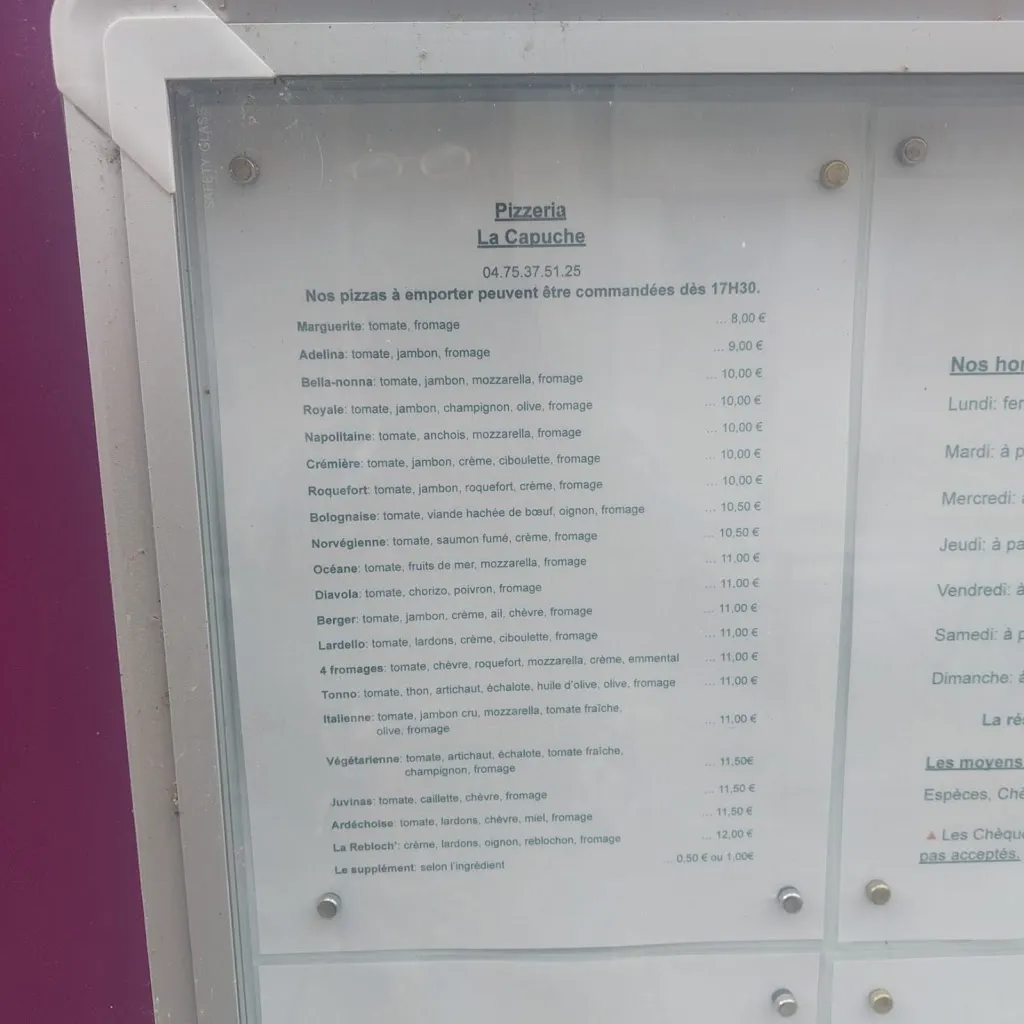 SAFETY GLASS
Pizzeria
La Capuche
04.75.37.51.25
Nos pizzas à emporter peuvent être commandées dès 17H30.
Marguerite: tomate, fromage ... 8,00 €
Adelina: tomate, jambon, fromage ... 9,00 €
Bella-nonna: tomate, jambon, mozzarella, fromage ... 10,00 €
Royale: tomate, jambon, champignon, olive, fromage ... 10,00 €
Napolitaine: tomate, anchois, mozzarella, fromage ... 10,00 €
Crémière: tomate, jambon, crème, ciboulette, fromage ... 10,00 €
Roquefort: tomate, jambon, roquefort, crème, fromage ... 10,00 €
Bolognaise: tomate, viande hachée de bœuf, oignon, fromage ... 10,50 €
Norvégienne: tomate, saumon fumé, crème, fromage ... 10,50 €
Océane: tomate, fruits de mer, mozzarella, fromage ... 11,00 €
Diavola: tomate, chorizo, poivron, fromage ... 11,00 €
Berger: tomate, jambon, crème, ail, chèvre, fromage ... 11,00 €
Lardello: tomate, lardons, crème, ciboulette, fromage ... 11,00 €
4 fromages: tomate, chèvre, roquefort, mozzarella, crème, emmental ... 11,00 €
Tonno: tomate, thon, artichaut, échalote, huile d'olive, olive, fromage ... 11,00 €
Italienne: tomate, jambon cru, mozzarella, tomate fraîche,
olive, fromage ... 11,00 €
Végétarienne: tomate, artichaut, échalote, tomate fraîche,
champignon, fromage ... 11,50€
Juvinas: tomate, caillette, chèvre, fromage ... 11,50 €
Ardéchoise: tomate, lardons, chèvre, miel, fromage ... 11,50 €
La Rebloch': crème, lardons, oignon, reblochon, fromage ... 12,00 €
Le supplément: selon l'ingrédient ... 0,50 € ou 1,00€
Nos hor
Lundi: fer
Mardi: à p
Mercredi: à
Jeudi: à pa
Vendredi: à
Samedi: à p
Dimanche: à
La rés
Les moyens
Espèces, Chè
Les Chèqu
pas acceptés.